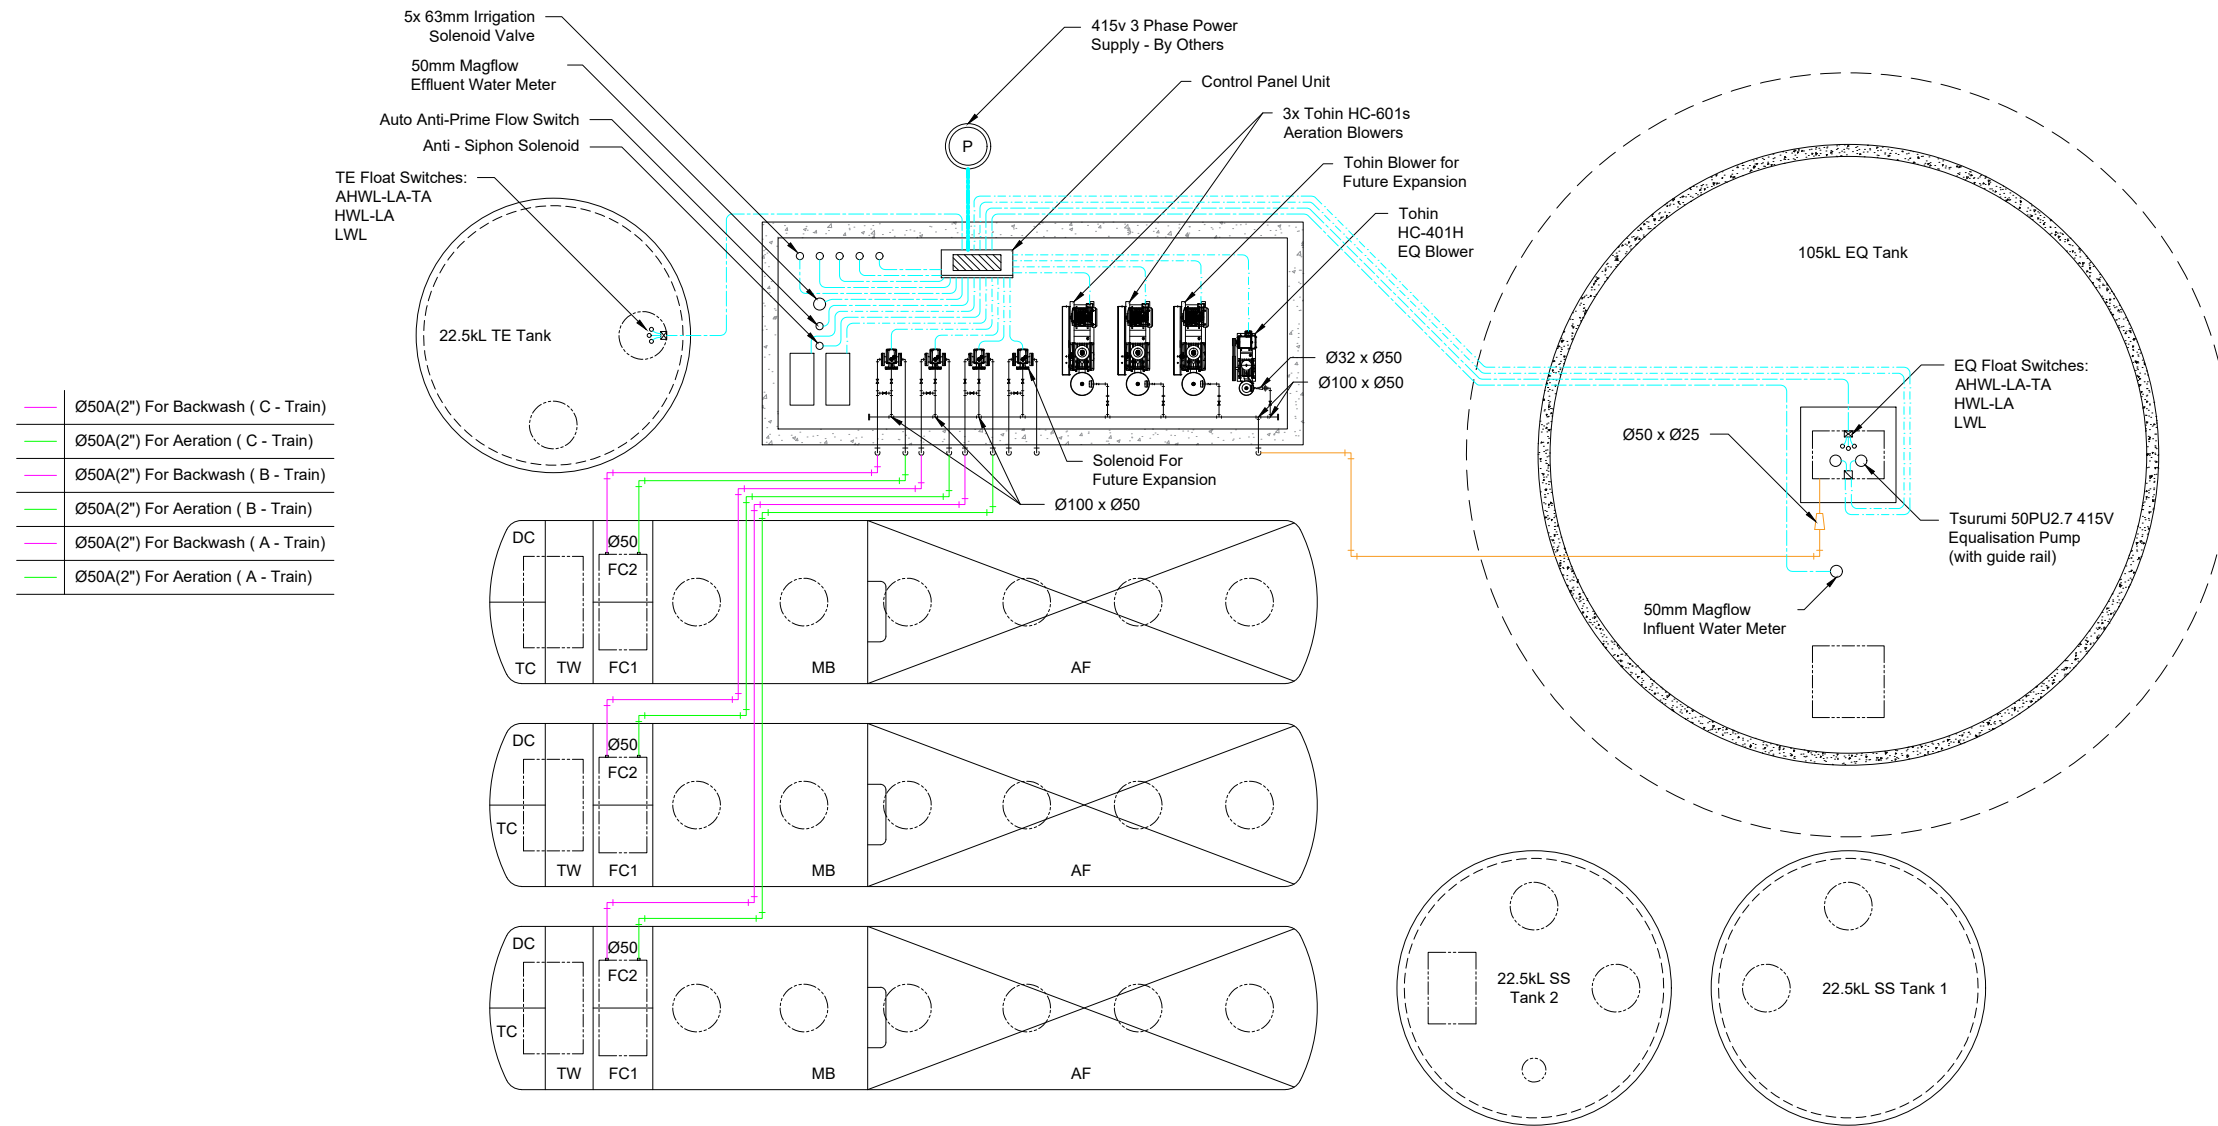 5x 63mm Irrigation
Solenoid Valve
50mm Magflow
Effluent Water Meter
Auto Anti-Prime Flow Switch
Anti - Siphon Solenoid
TE Float Switches:
AHWL-LA-TA
HWL-LA
LWL
415v 3 Phase Power
Supply - By Others
Control Panel Unit
3x Tohin HC-601s
Aeration Blowers
Tohin Blower for
Future Expansion
Tohin
HC-401H
EQ Blower
P
105kL EQ Tank
22.5kL TE Tank
Ø32 x Ø50
Ø100 x Ø50
EQ Float Switches:
AHWL-LA-TA
HWL-LA
LWL
Ø50 x Ø25
Ø50A(2") For Backwash ( C - Train)
Ø50A(2") For Aeration ( C - Train)
Ø50A(2") For Backwash ( B - Train)
Ø50A(2") For Aeration ( B - Train)
Ø50A(2") For Backwash ( A - Train)
Ø50A(2") For Aeration ( A - Train)
Solenoid For
Future Expansion
Ø100 x Ø50
Tsurumi 50PU2.7 415V
Equalisation Pump
(with guide rail)
50mm Magflow
Influent Water Meter
DC
Ø50
FC2
TC
TW
FC1
MB
AF
DC
Ø50
FC2
TC
TW
FC1
MB
AF
DC
Ø50
FC2
TC
TW
FC1
MB
AF
22.5kL SS
Tank 2
22.5kL SS Tank 1